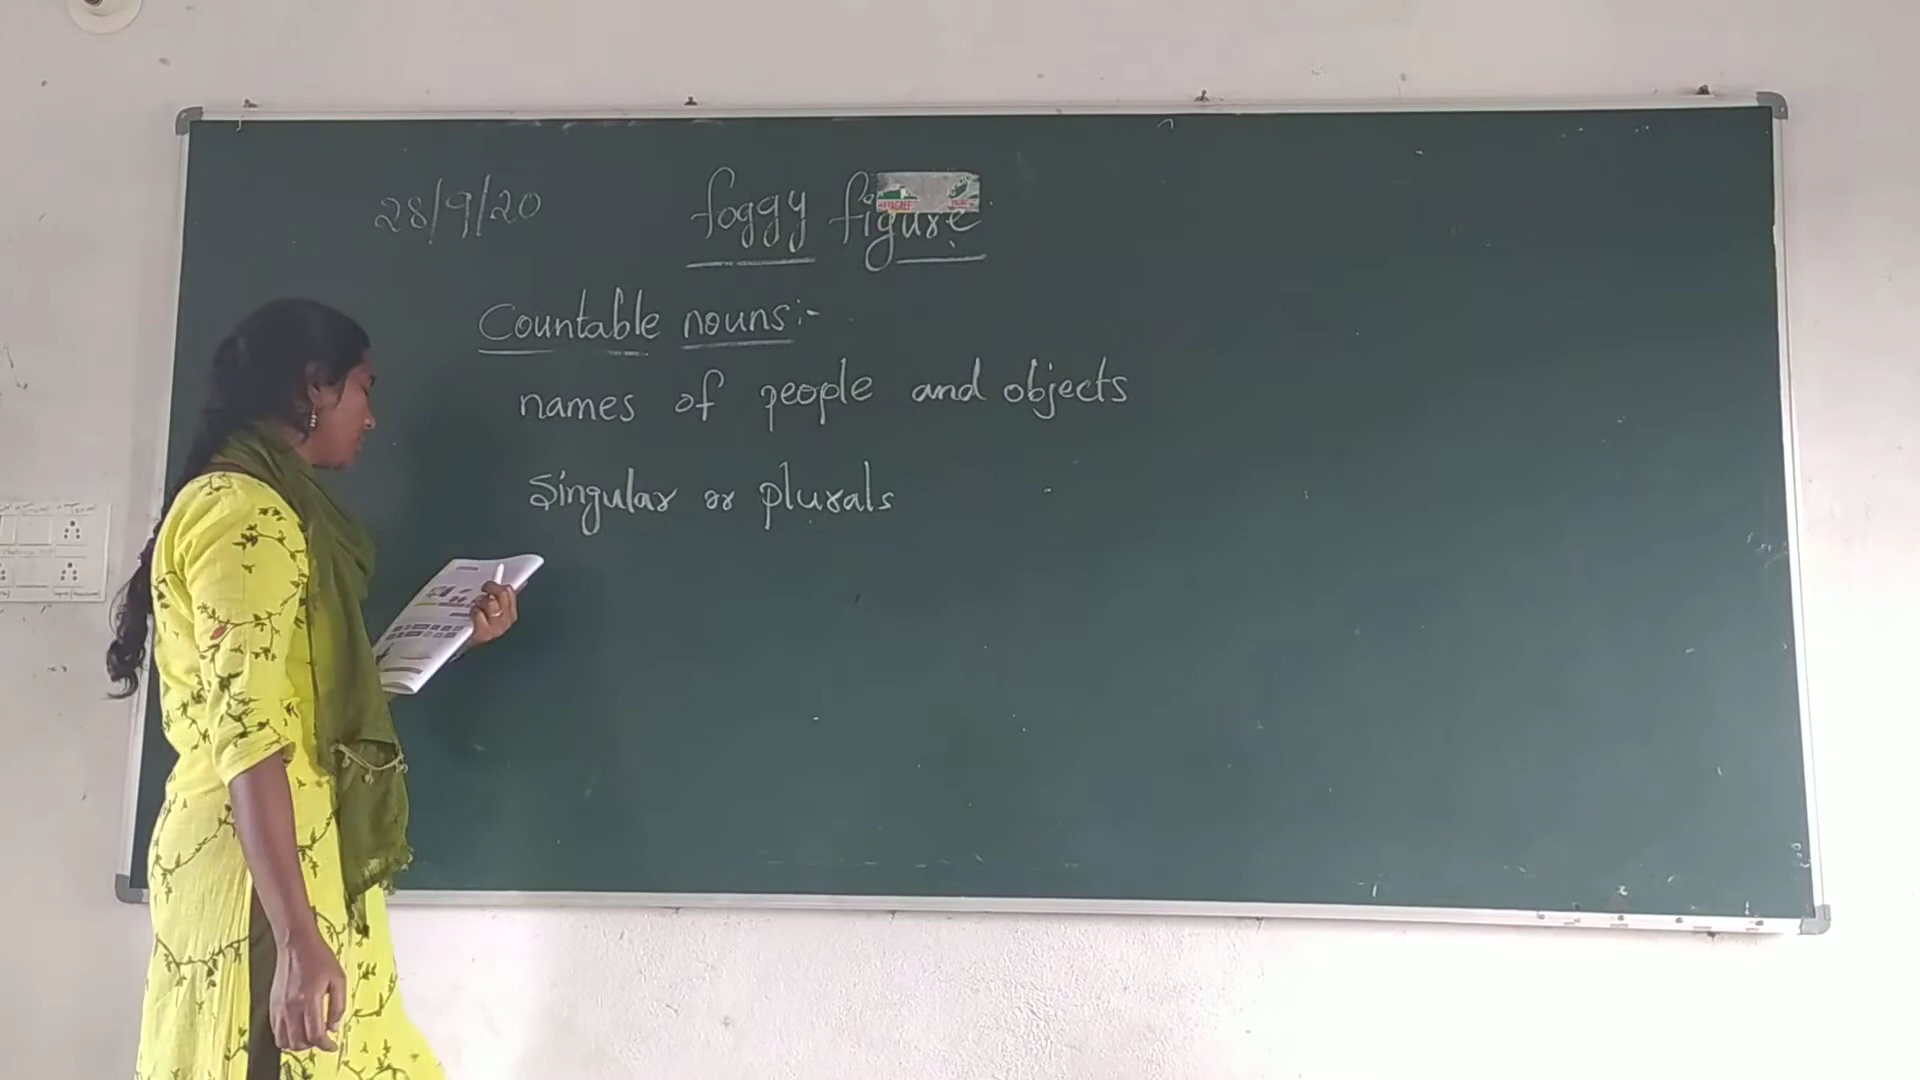 28/9/20
foggy figure
Countable nouns:-
names of people and objects
Singular or plurals